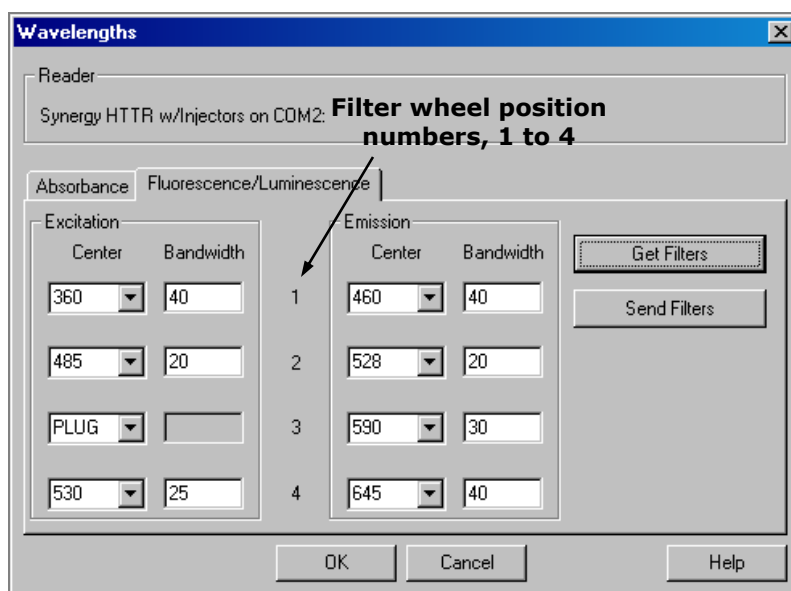 Wavelengths
Reader
Synergy HTTR w/Injectors on COM2:
Filter wheel position
numbers, 1 to 4
Absorbance Fluorescence/Luminescence
Excitation Emission
Center Bandwidth Center Bandwidth Get Filters
360 40 1 460 40
Send Filters
485 20 2 528 20
PLUG 3 590 30
530 25 4 645 40
OK Cancel Help